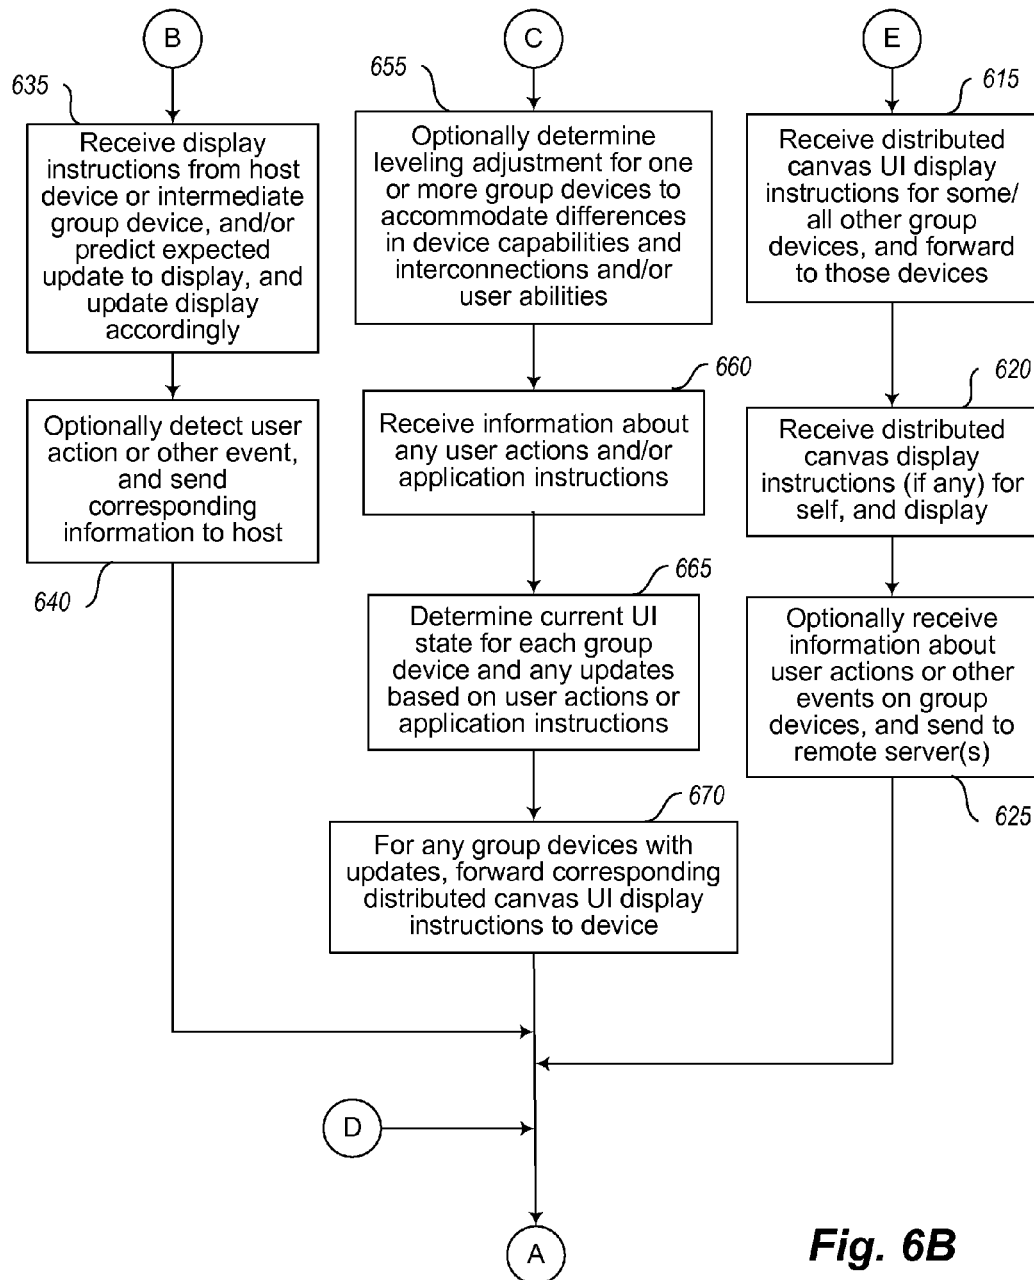 B
635
Receive display
instructions from host
device or intermediate
group device, and/or
predict expected
update to display, and
update display
accordingly
Optionally detect user
action or other event,
and send
corresponding
information to host
640
C
655
Optionally determine
leveling adjustment for one
or more group devices to
accommodate differences
in device capabilities and
interconnections and/or
user abilities
660
Receive information about
any user actions and/or
application instructions
665
Determine current UI
state for each group
device and any updates
based on user actions or
application instructions
670
For any group devices with
updates, forward corresponding
distributed canvas UI display
instructions to device
E
615
Receive distributed
canvas UI display
instructions for some/
all other group
devices, and forward
to those devices
620
Receive distributed
canvas display
instructions (if any) for
self, and display
Optionally receive
information about
user actions or other
events on group
devices, and send to
remote server(s)
625
D
A
Fig. 6B